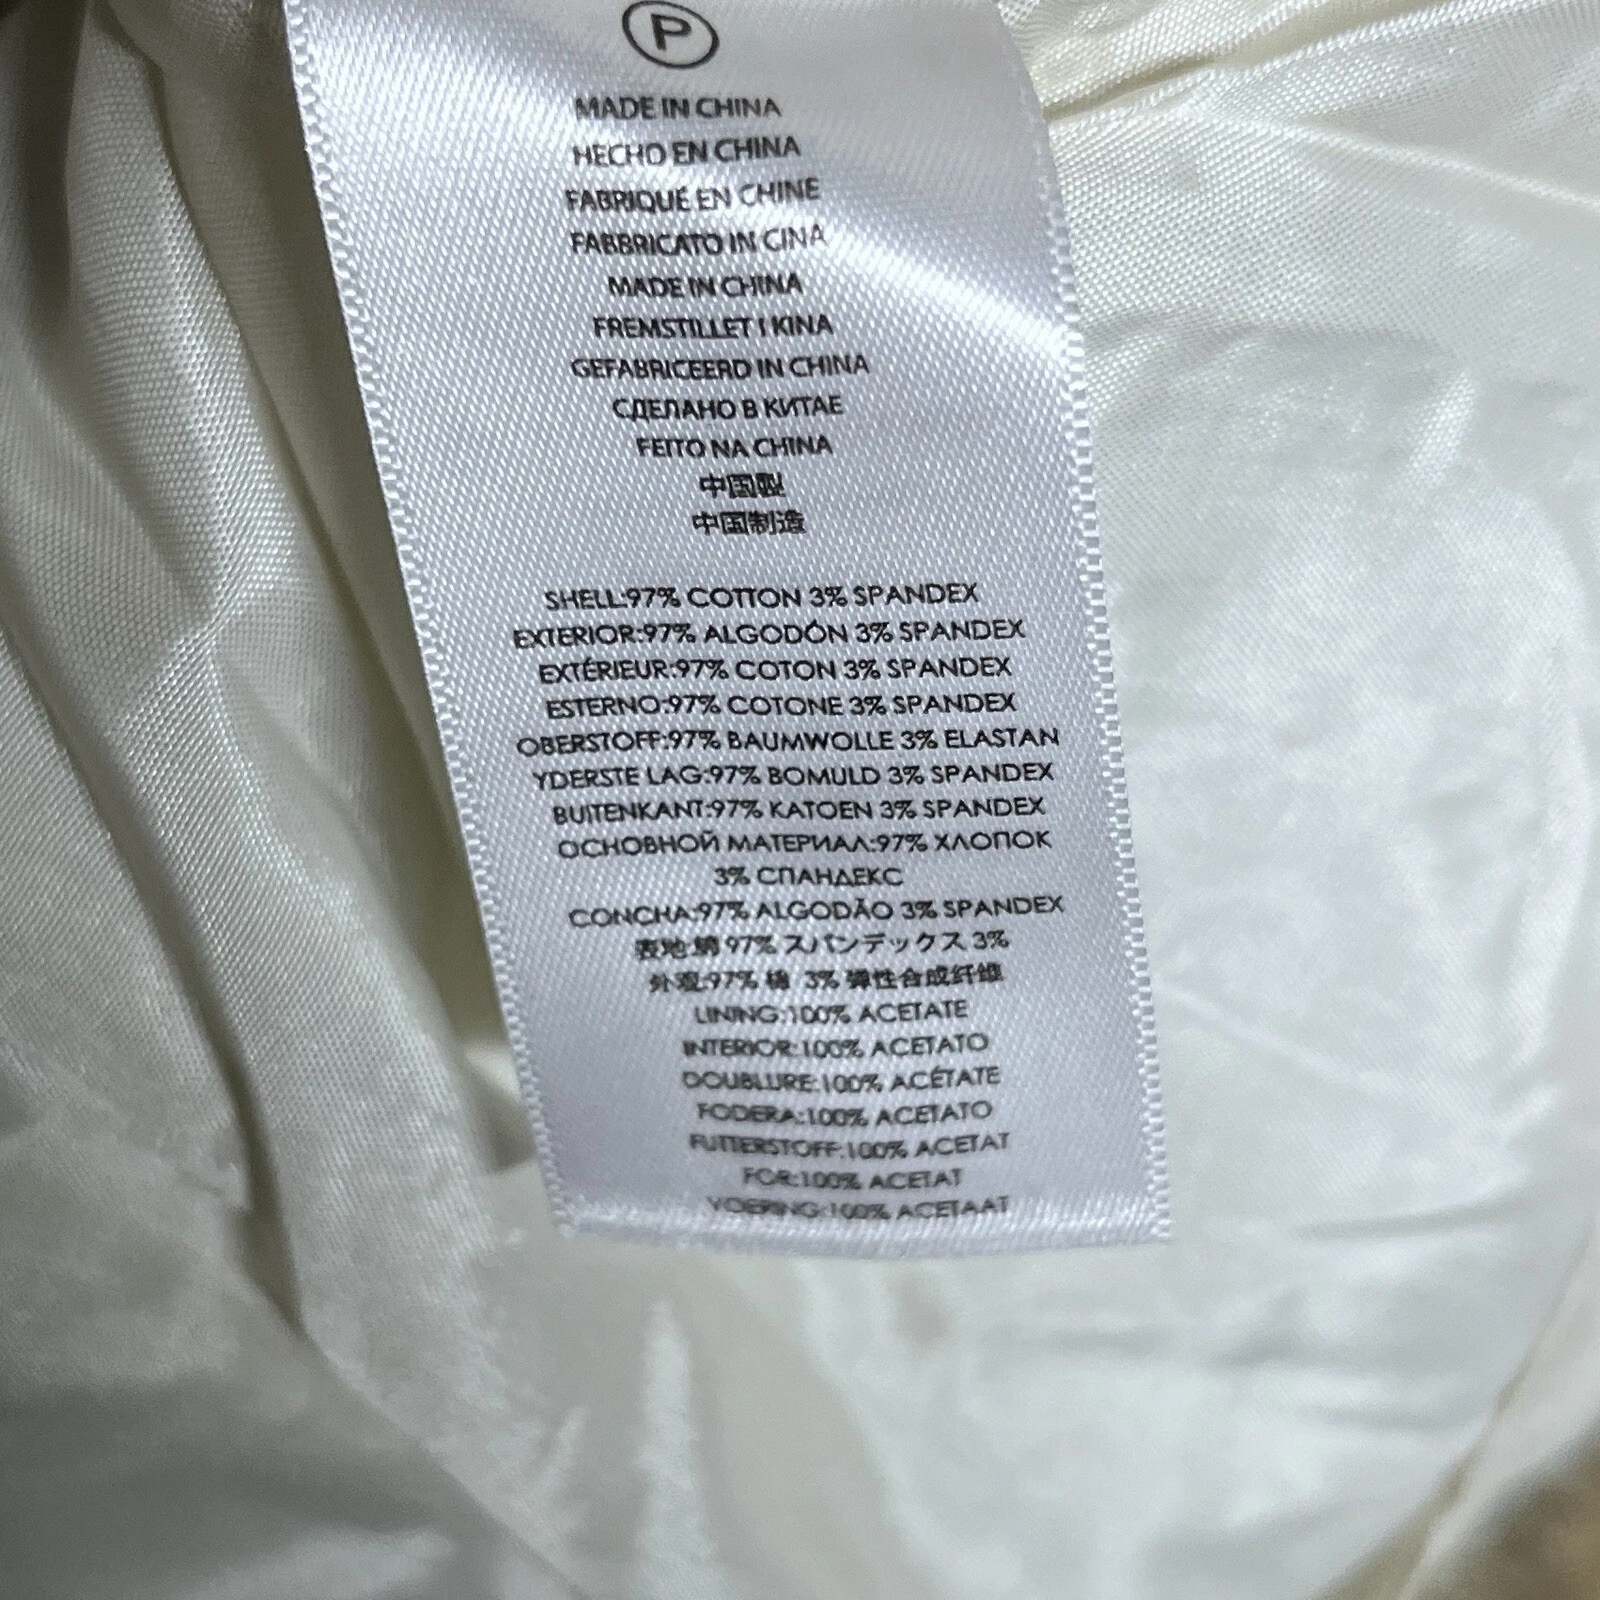 P
MADE IN CHINA
HECHO EN CHINA
FABRIQUÉ EN CHINE
FABBRICATO IN CINA
MADE IN CHINA
FREMSTILLET I KINA
GEFABRICEERD IN CHINA
СДЕЛАНО В КИТАЕ
FEITO NA CHINA
中国製
中国制造
SHELL:97% COTTON 3% SPANDEX
EXTERIOR:97% ALGODÓN 3% SPANDEX
EXTÉRIEUR:97% COTON 3% SPANDEX
ESTERNO:97% COTONE 3% SPANDEX
OBERSTOFF:97% BAUMWOLLE 3% ELASTAN
YDERSTE LAG:97% BOMULD 3% SPANDEX
BUITENKANT:97% KATOEN 3% SPANDEX
ОСНОВНОЙ МАТЕРИАЛ:97% ХЛОПОК
3% СПАНДЕКС
CONCHA:97% ALGODÃO 3% SPANDEX
表地:綿 97% スパンデックス 3%
外观:97% 棉 3% 弹性合成纤维
LINING:100% ACETATE
INTERIOR:100% ACETATO
DOUBLURE:100% ACÉTATE
FODERA:100% ACETATO
FUTTERSTOFF:100% ACETAT
FOR:100% ACETAT
VOERING:100% ACETAAT